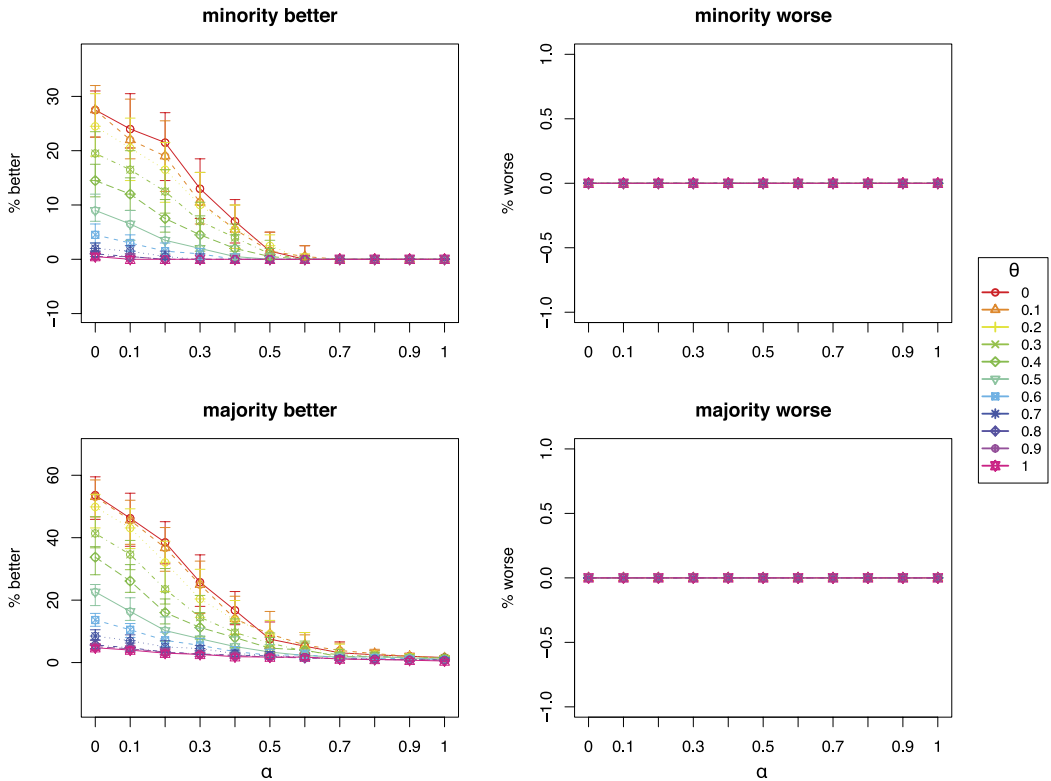 minority better
% better
−10 0 10 20 30
0 0.1 0.3 0.5 0.7 0.9 1
minority worse
% worse
−1.0 −0.5 0.0 0.5 1.0
0 0.1 0.3 0.5 0.7 0.9 1
majority better
% better
0 20 40 60
0 0.1 0.3 0.5 0.7 0.9 1
α
majority worse
% worse
−1.0 −0.5 0.0 0.5 1.0
0 0.1 0.3 0.5 0.7 0.9 1
α
θ
0
0.1
0.2
0.3
0.4
0.5
0.6
0.7
0.8
0.9
1